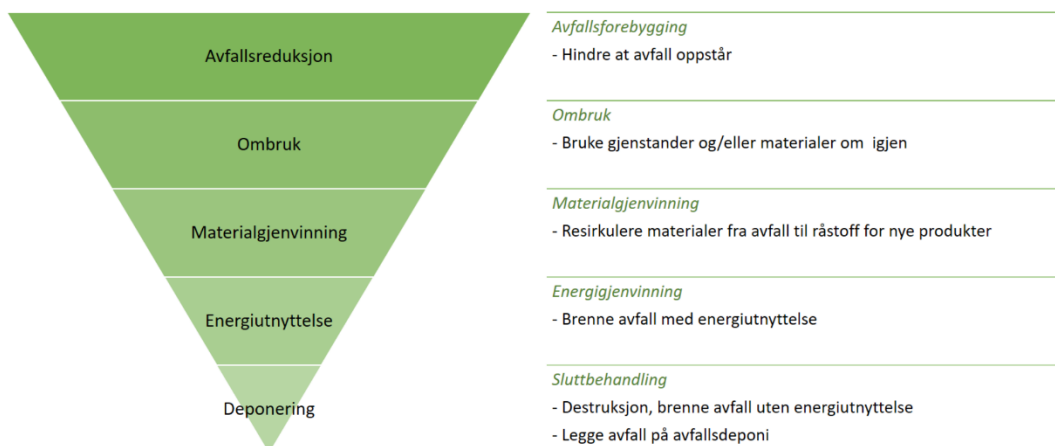 Avfallsreduksjon
Avfallsforebygging
- Hindre at avfall oppstår
Ombruk
Ombruk
- Bruke gjenstander og/eller materialer om igjen
Materialgjenvinning
Materialgjenvinning
- Resirkulere materialer fra avfall til råstoff for nye produkter
Energiutnyttelse
Energigjenvinning
- Brenne avfall med energiutnyttelse
Deponering
Sluttbehandling
- Destruksjon, brenne avfall uten energiutnyttelse
- Legge avfall på avfallsdeponi